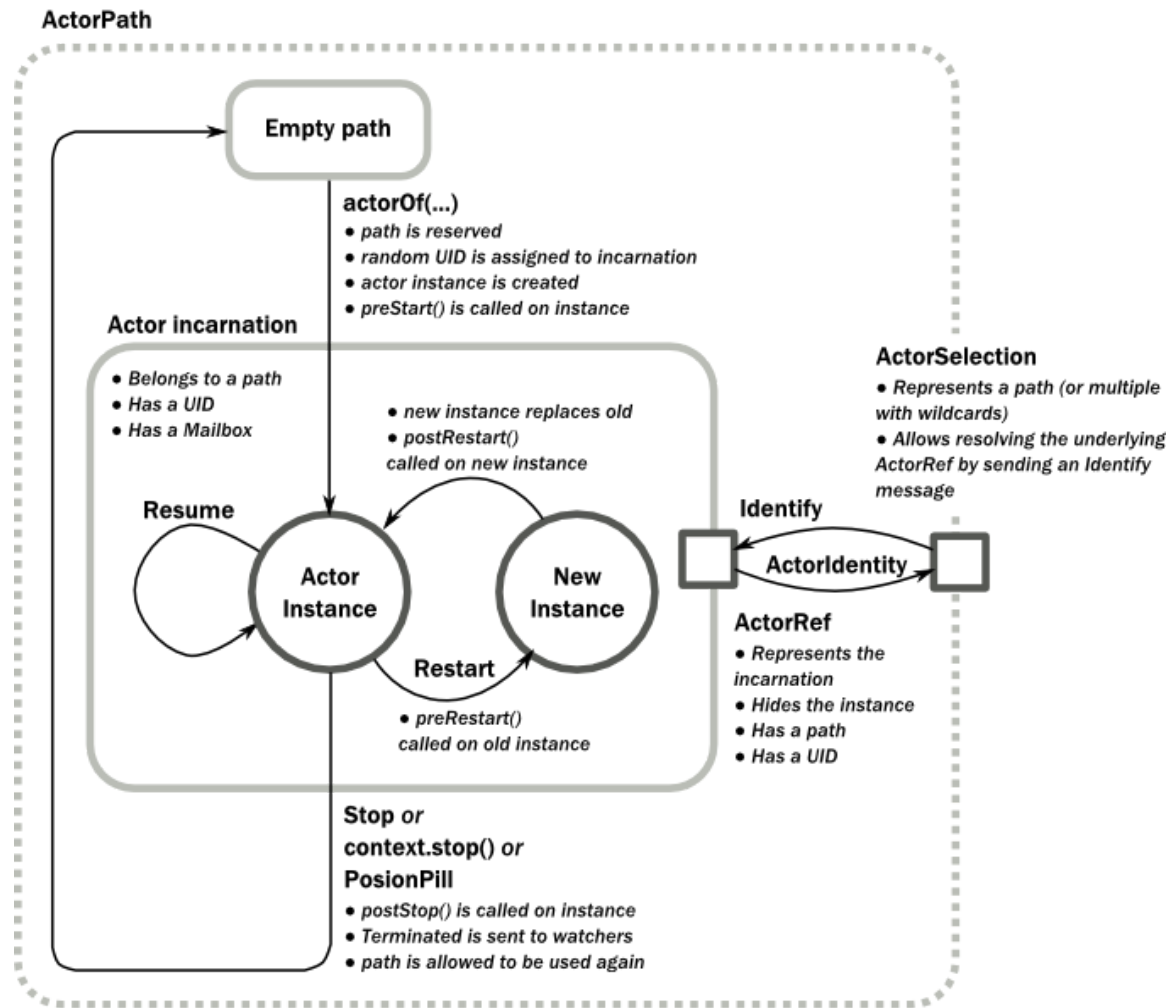 ActorPath
Empty path
actorOf(...)
● path is reserved
● random UID is assigned to incarnation
● actor instance is created
● preStart() is called on instance
Actor incarnation
● Belongs to a path
● Has a UID
● Has a Mailbox
● new instance replaces old
● postRestart()
called on new instance
ActorSelection
● Represents a path (or multiple
with wildcards)
● Allows resolving the underlying
ActorRef by sending an Identify
message
Resume
Actor
Instance
New
Instance
Identify
ActorIdentity
Restart
● preRestart()
called on old instance
ActorRef
● Represents the
incarnation
● Hides the instance
● Has a path
● Has a UID
Stop or
context.stop() or
PosionPill
● postStop() is called on instance
● Terminated is sent to watchers
● path is allowed to be used again